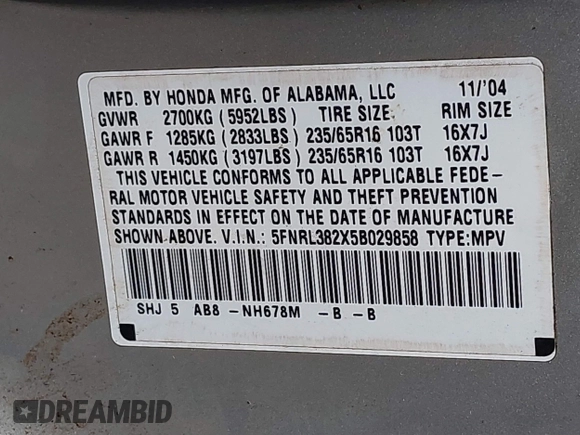 MFD. BY HONDA MFG. OF ALABAMA, LLC 11/'04
GVWR 2700KG (5952LBS) TIRE SIZE RIM SIZE
GAWR F 1285KG (2833LBS) 235/65R16 103T 16X7J
GAWR R 1450KG (3197LBS) 235/65R16 103T 16X7J
THIS VEHICLE CONFORMS TO ALL APPLICABLE FEDE-
RAL MOTOR VEHICLE SAFETY AND THEFT PREVENTION
STANDARDS IN EFFECT ON THE DATE OF MANUFACTURE
SHOWN ABOVE. V.I.N.: 5FNRL382X5B029858 TYPE:MPV
SHJ 5 AB8 -NH678M -B -B
DREAMBID